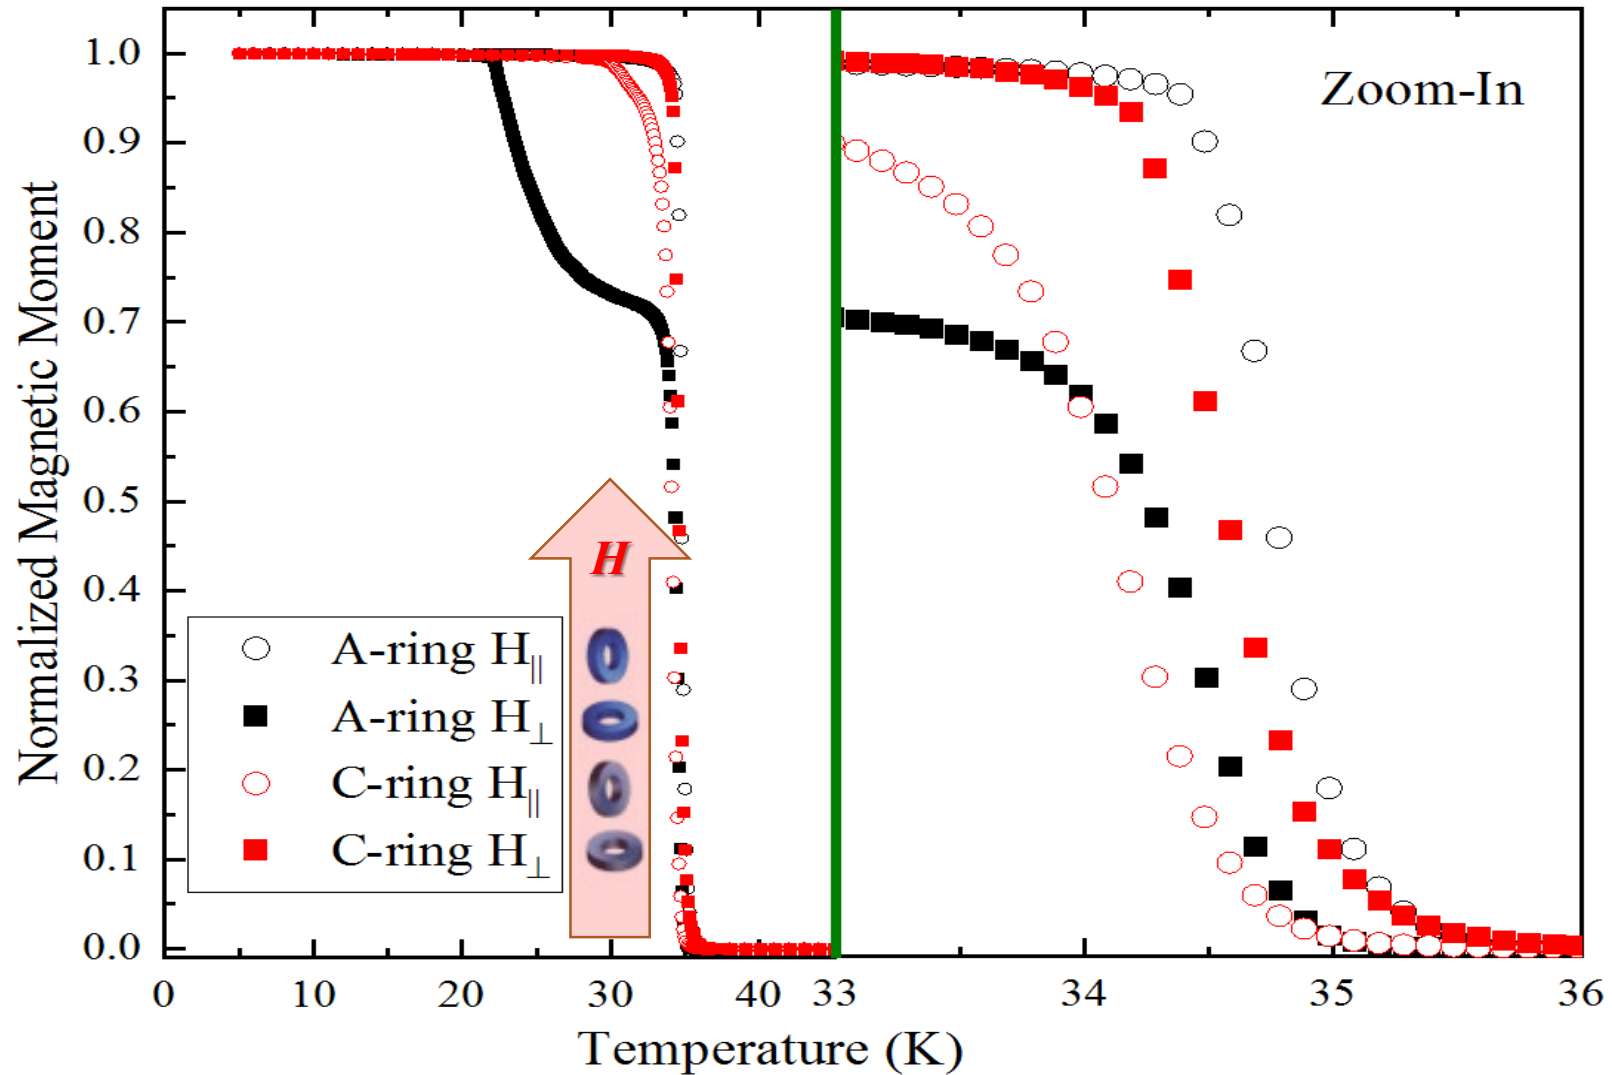 Normalized Magnetic Moment
1.0
0.9
0.8
0.7
0.6
0.5
0.4
0.3
0.2
0.1
0.0
Zoom-In
H
A-ring H∥
A-ring H⊥
C-ring H∥
C-ring H⊥
0 10 20 30 40 33 34 35 36
Temperature (K)